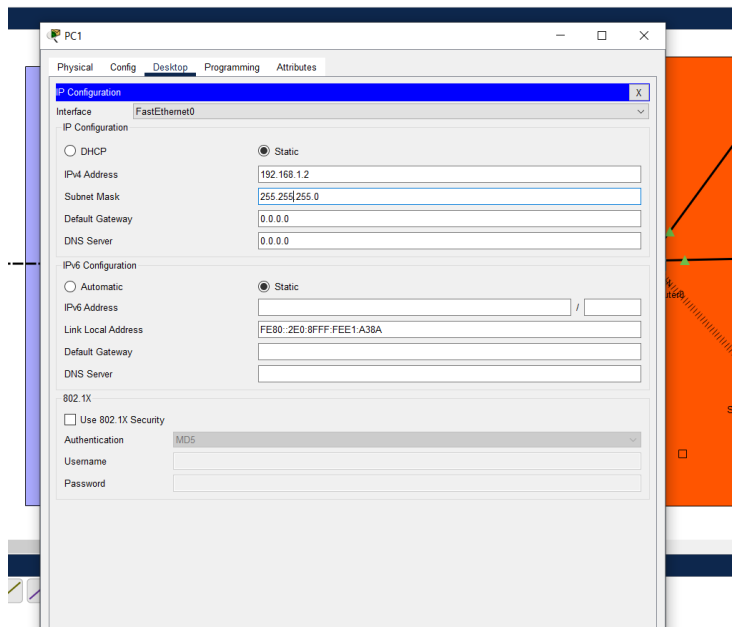 PC1
Physical Config Desktop Programming Attributes
IP Configuration X
Interface FastEthernet0
IP Configuration
DHCP Static
IPv4 Address 192.168.1.2
Subnet Mask 255.255.255.0
Default Gateway 0.0.0.0
DNS Server 0.0.0.0
IPv6 Configuration
Automatic Static
IPv6 Address /
Link Local Address FE80::2E0:8FFF:FEE1:A38A
Default Gateway
DNS Server
802.1X
Use 802.1X Security
Authentication MD5
Username
Password